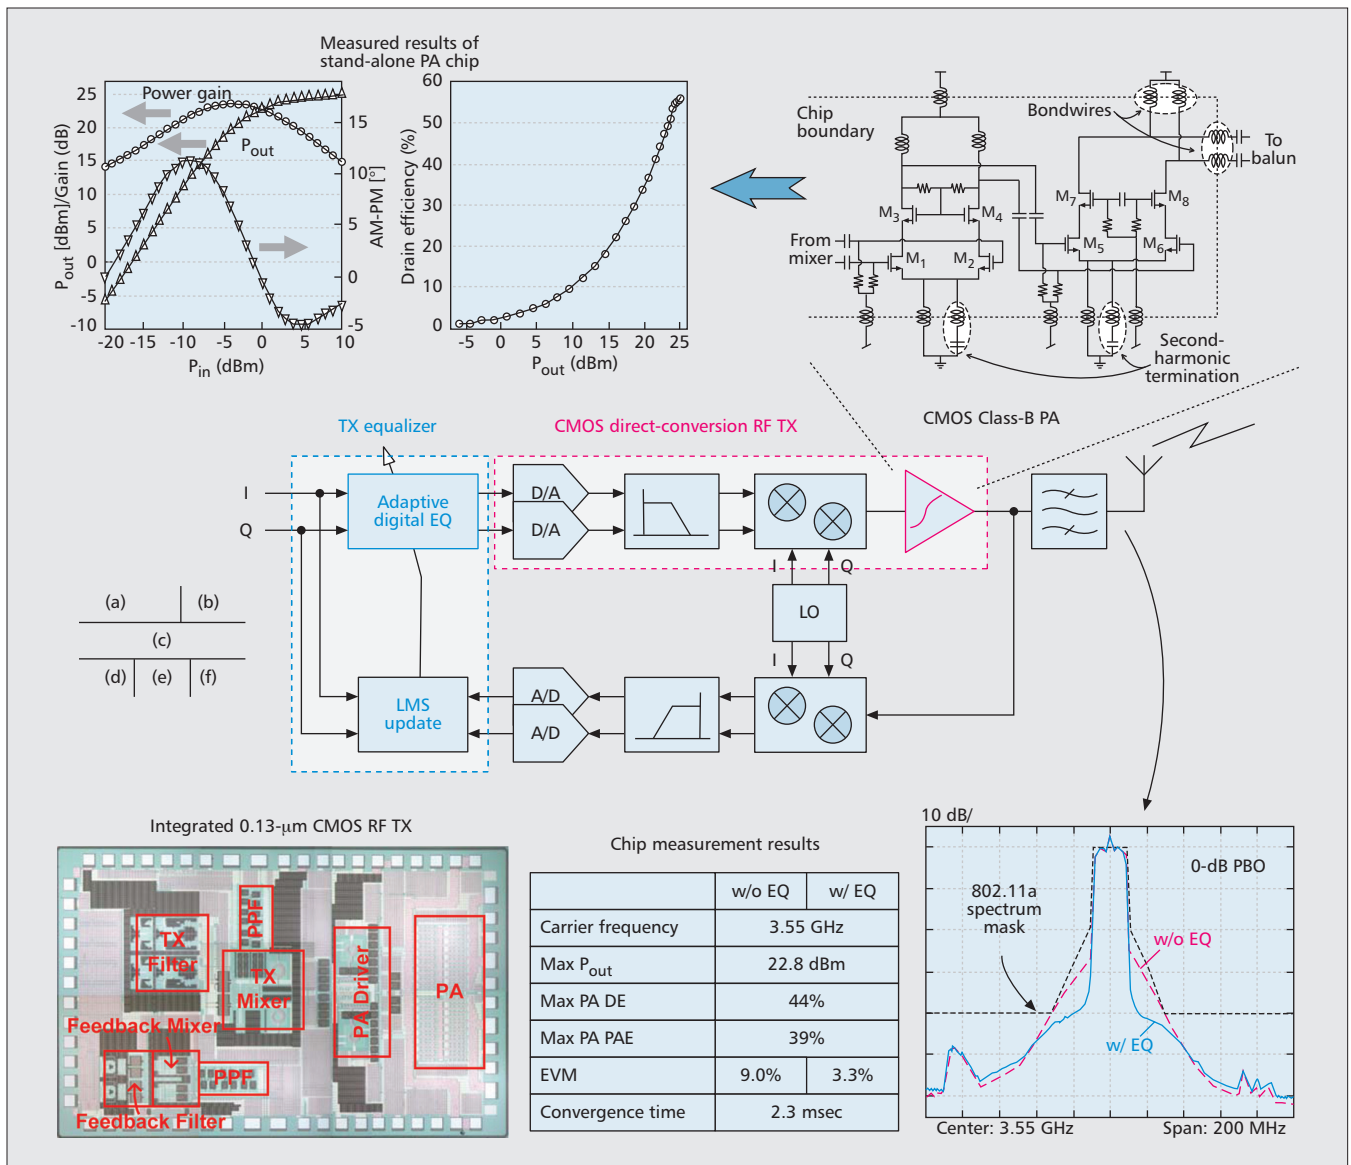 Measured results of
stand-alone PA chip
Power gain
Pout
25
20
15
10
5
0
-5
-10
Pout [dBm]/Gain (dB)
15
10
5
0
-5
AM-PM [°]
-20 -15 -10 -5 0 5 10
Pin (dBm)
60
50
40
30
20
10
0
Drain efficiency (%)
-5 0 5 10 15 20 25
Pout (dBm)
Chip
boundary
Bondwires
To
balun
M7
M8
M3
M4
From
mixer
M1
M2
M5
M6
Second-
harmonic
termination
TX equalizer
CMOS direct-conversion RF TX
CMOS Class-B PA
I
Q
Adaptive
digital EQ
D/A
D/A
I
Q
LO
I
Q
(a)
(b)
(c)
(d)
(e)
(f)
LMS
update
A/D
A/D
Integrated 0.13-μm CMOS RF TX
TX
Filter
PPF
TX
Mixer
PA Driver
PA
Feedback Mixer
PPF
Feedback Filter
Chip measurement results
w/o EQ w/ EQ
Carrier frequency 3.55 GHz
Max Pout 22.8 dBm
Max PA DE 44%
Max PA PAE 39%
EVM 9.0% 3.3%
Convergence time 2.3 msec
10 dB/
0-dB PBO
802.11a
spectrum
mask
w/o EQ
w/ EQ
Center: 3.55 GHz
Span: 200 MHz